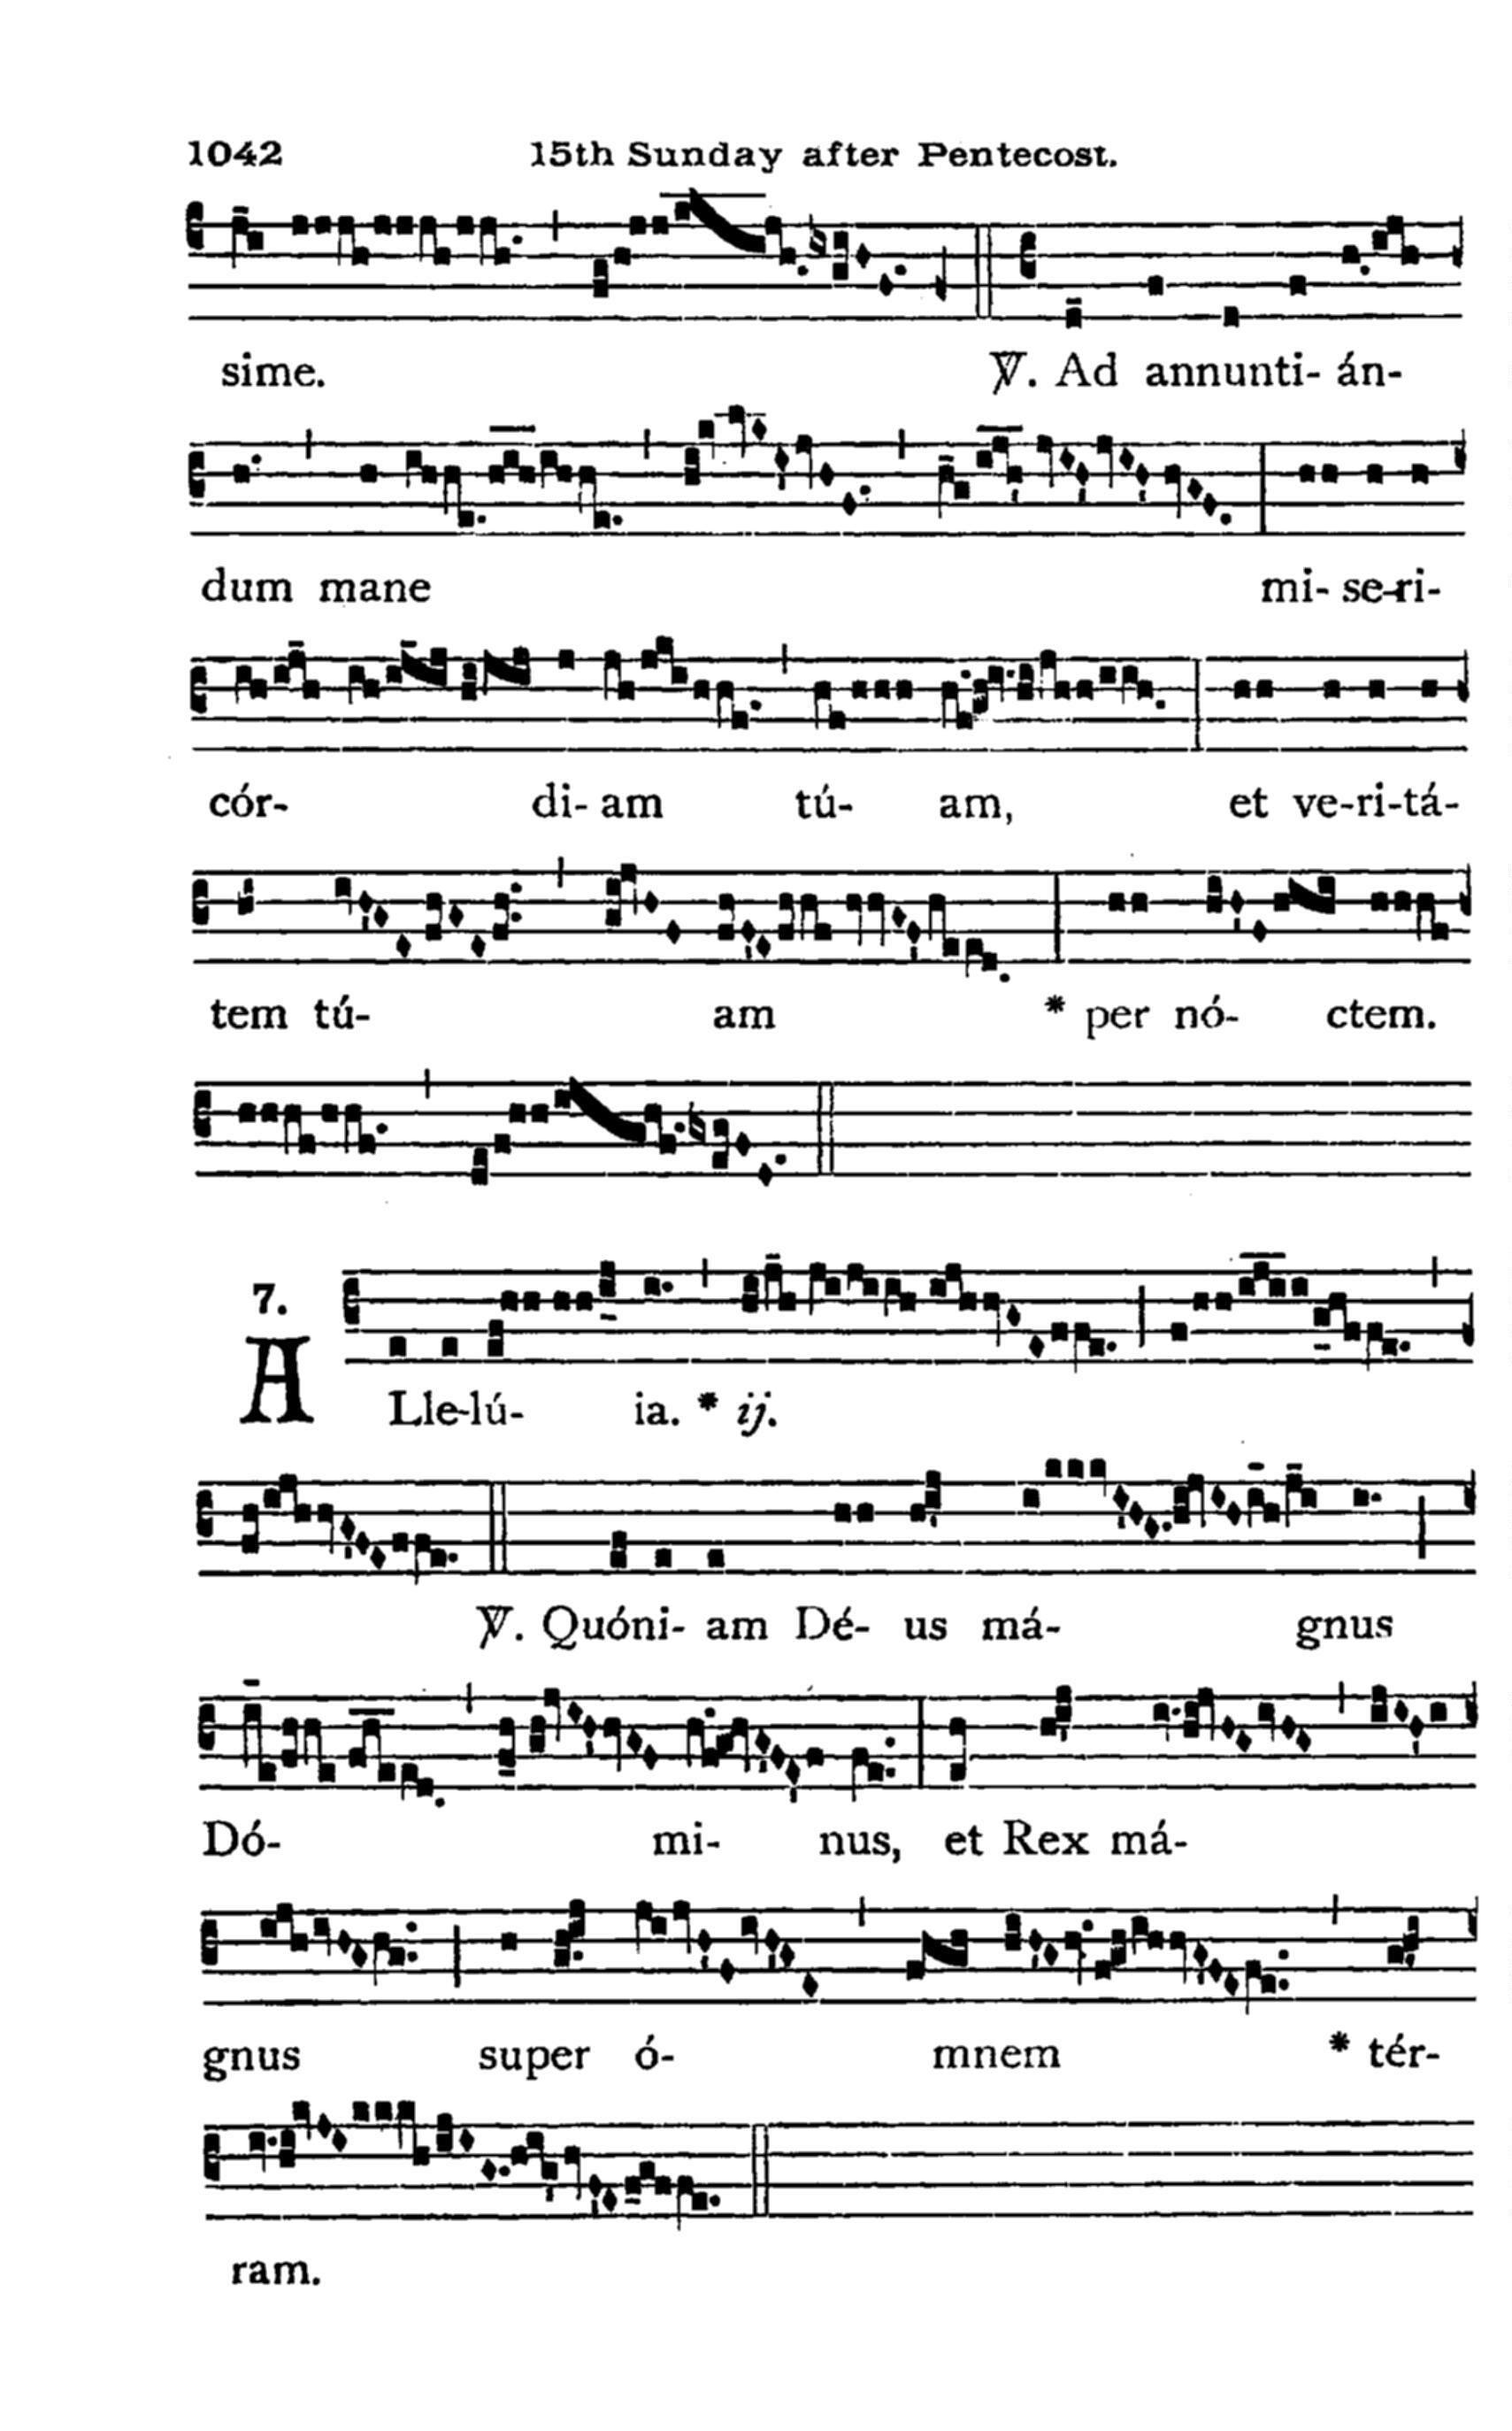 1042 15th Sunday after Pentecost.
sime. ℣. Ad annunti- án-
dum mane mi- se-ri-
cór- di- am tú- am, et ve-ri-tá-
tem tú- am * per nó- ctem.
7.
ALle-lú- ia. * ij.
℣. Quóni- am Dé- us má- gnus
Dó- mi- nus, et Rex má-
gnus super ó- mnem * tér-
ram.